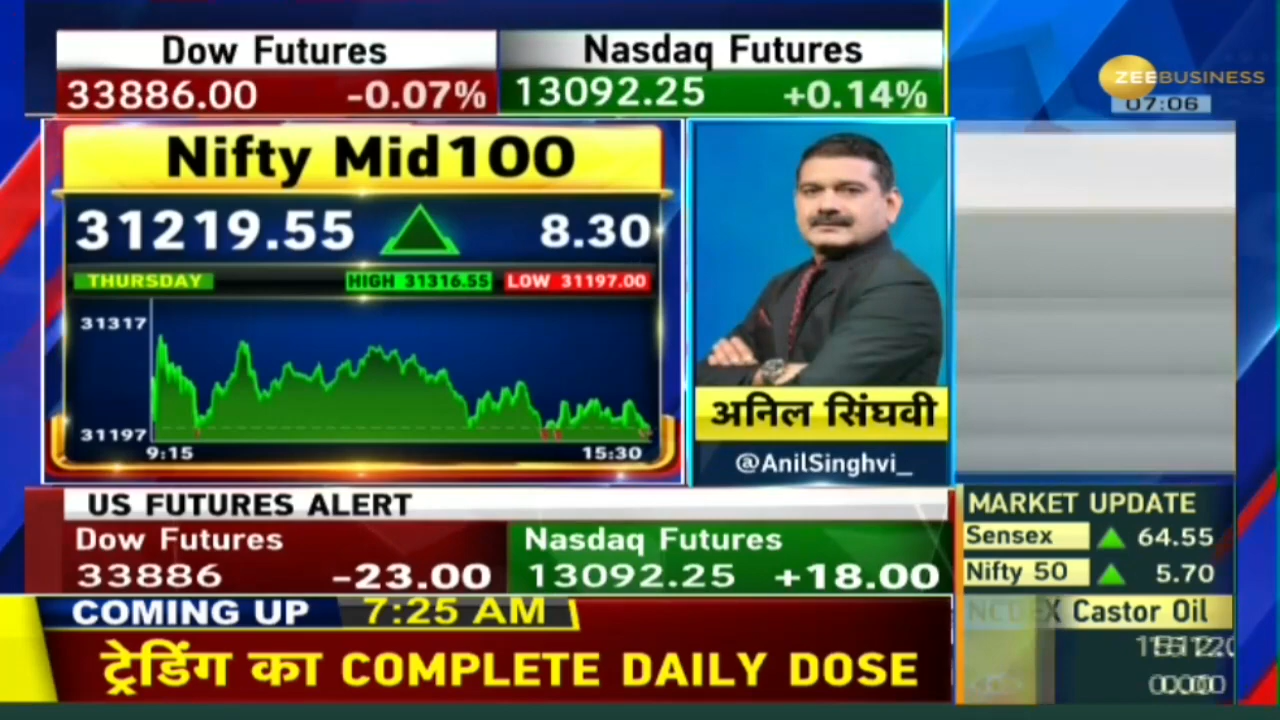 Dow Futures
33886.00 -0.07%
Nasdaq Futures
13092.25 +0.14%
ZEEBUSINESS
07:06
Nifty Mid100
31219.55 8.30
THURSDAY HIGH 31316.55 LOW 31197.00
31317
31197
9:15 15:30
अनिल सिंघवी
@AnilSinghvi_
US FUTURES ALERT
Dow Futures
33886 -23.00
Nasdaq Futures
13092.25 +18.00
MARKET UPDATE
Sensex 64.55
Nifty 50 5.70
NCDEX Castor Oil
COMING UP 7:25 AM
ट्रेडिंग का COMPLETE DAILY DOSE